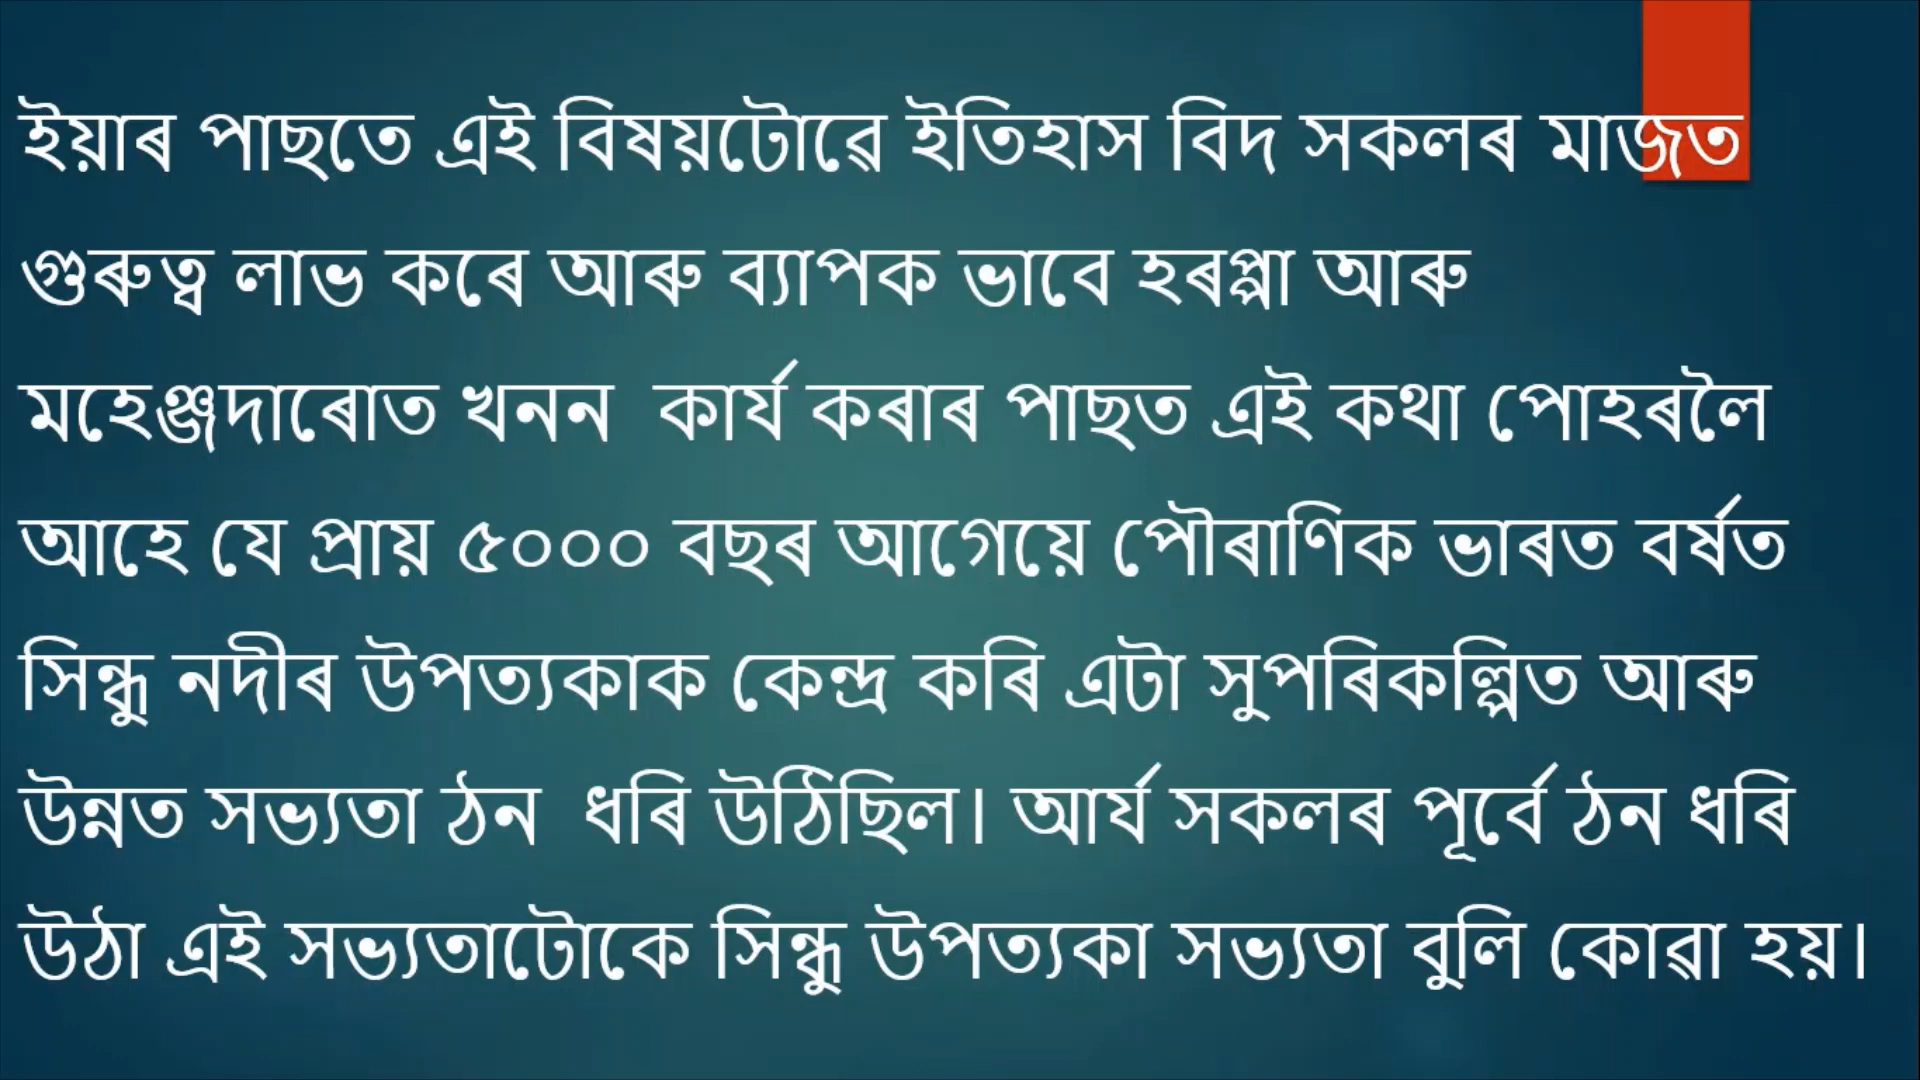 ইয়াৰ পাছতে এই বিষয়টোৱে ইতিহাস বিদ সকলৰ মাজত
গুৰুত্ব লাভ কৰে আৰু ব্যাপক ভাবে হৰপ্পা আৰু
মহেঞ্জদাৰোত খনন  কাৰ্য কৰাৰ পাছত এই কথা পোহৰলৈ
আহে যে প্ৰায় ৫০০০ বছৰ আগেয়ে পৌৰাণিক ভাৰত বৰ্ষত
সিন্ধু নদীৰ উপত্যকাক কেন্দ্ৰ কৰি এটা সুপৰিকল্পিত আৰু
উন্নত সভ্যতা ঠন  ধৰি উঠিছিল। আৰ্য সকলৰ পূৰ্বে ঠন ধৰি
উঠা এই সভ্যতাটোকে সিন্ধু উপত্যকা সভ্যতা বুলি কোৱা হয়।